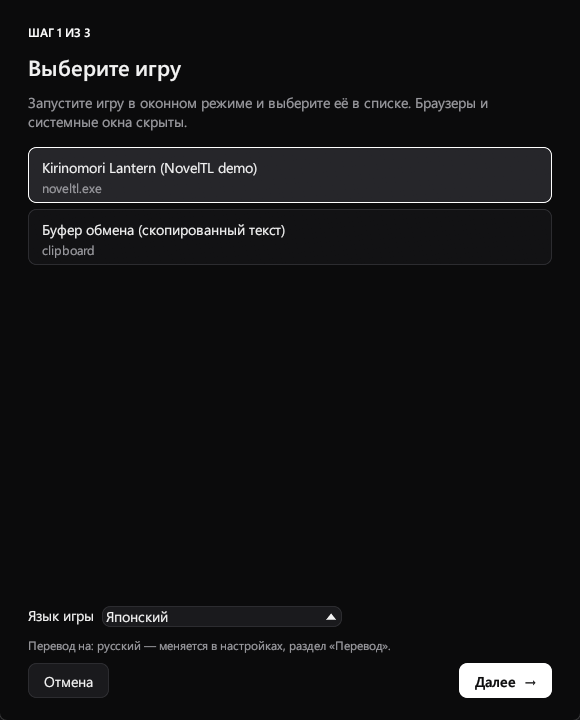 ШАГ 1 ИЗ 3
Выберите игру
Запустите игру в оконном режиме и выберите её в списке. Браузеры и
системные окна скрыты.
Kirinomori Lantern (NovelTL demo)
noveltl.exe
Буфер обмена (скопированный текст)
clipboard
Язык игры Японский
Перевод на: русский — меняется в настройках, раздел «Перевод».
Отмена Далее →